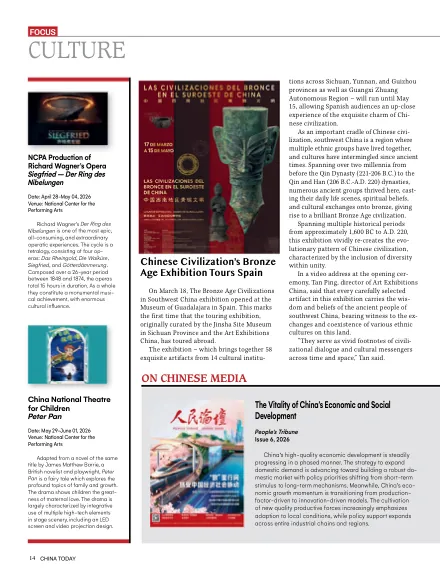 FOCUS
CULTURE
SIEGFRIED
NCPA Production of
Richard Wagner's Opera
Siegfried — Der Ring des
Nibelungen
Date: April 28-May 04, 2026
Venue: National Center for the
Performing Arts
Richard Wagner's Der Ring des
Nibelungen is one of the most epic,
all-consuming, and extraordinary
operatic experiences. The cycle is a
tetralogy, consisting of four op-
eras: Das Rheingold, Die Walküre,
Siegfried, and Götterdämmerung.
Composed over a 26-year period
between 1848 and 1874, the operas
total 15 hours in duration. As a whole
they constitute a monumental musi-
cal achievement, with enormous
cultural influence.
China National Theatre
for Children
Peter Pan
Date: May 29-June 01, 2026
Venue: National Center for the
Performing Arts
Adapted from a novel of the same
title by James Matthew Barrie, a
British novelist and playwright, Peter
Pan is a fairy tale which explores the
profound topics of family and growth.
The drama shows children the great-
ness of maternal love. The drama is
largely characterized by integrative
use of multiple high-tech elements
in stage scenery, including an LED
screen and video projection design.
LAS CIVILIZACIONES DEL BRONCE
EN EL SUROESTE DE CHINA
17 DE MARZO
A 15 DE MAYO
LAS CIVILIZACIONES DEL
BRONCE EN EL SUROESTE
DE CHINA
中国西南地区青铜文明
Chinese Civilization's Bronze
Age Exhibition Tours Spain
On March 18, The Bronze Age Civilizations
in Southwest China exhibition opened at the
Museum of Guadalajara in Spain. This marks
the first time that the touring exhibition,
originally curated by the Jinsha Site Museum
in Sichuan Province and the Art Exhibitions
China, has toured abroad.
The exhibition – which brings together 58
exquisite artifacts from 14 cultural institu-
tions across Sichuan, Yunnan, and Guizhou
provinces as well as Guangxi Zhuang
Autonomous Region – will run until May
15, allowing Spanish audiences an up-close
experience of the exquisite charm of Chi-
nese civilization.
As an important cradle of Chinese civi-
lization, southwest China is a region where
multiple ethnic groups have lived together,
and cultures have intermingled since ancient
times. Spanning over two millennia from
before the Qin Dynasty (221-206 B.C.) to the
Qin and Han (206 B.C.-A.D. 220) dynasties,
numerous ancient groups thrived here, cast-
ing their daily life scenes, spiritual beliefs,
and cultural exchanges onto bronze, giving
rise to a brilliant Bronze Age civilization.
Spanning multiple historical periods
from approximately 1,600 BC to A.D. 220,
this exhibition vividly re-creates the evo-
lutionary pattern of Chinese civilization,
characterized by the inclusion of diversity
within unity.
In a video address at the opening cer-
emony, Tan Ping, director of Art Exhibitions
China, said that every carefully selected
artifact in this exhibition carries the wis-
dom and beliefs of the ancient people of
southwest China, bearing witness to the ex-
changes and coexistence of various ethnic
cultures on this land.
"They serve as vivid footnotes of civili-
zational dialogue and cultural messengers
across time and space," Tan said.
ON CHINESE MEDIA
人民论坛
The Vitality of China's Economic and Social
Development
People's Tribune
Issue 6, 2026
China's high-quality economic development is steadily
progressing in a phased manner. The strategy to expand
domestic demand is advancing toward building a robust do-
mestic market with policy priorities shifting from short-term
stimulus to long-term mechanisms. Meanwhile, China's eco-
nomic growth momentum is transitioning from production-
factor-driven to innovation-driven models. The cultivation
of new quality productive forces increasingly emphasizes
adaption to local conditions, while policy support expands
across entire industrial chains and regions.
14 CHINA TODAY